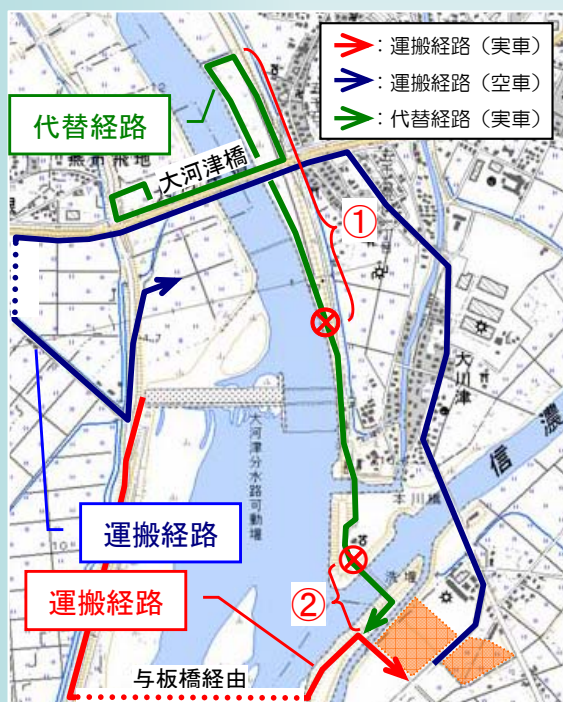 ：運搬経路（実車）
：運搬経路（空車）
：代替経路（実車）
代替経路
大河津橋
①
大川津
大河津分水路可動堰
信濃
本川橋
運搬経路
洗堰
②
運搬経路
与板橋経由